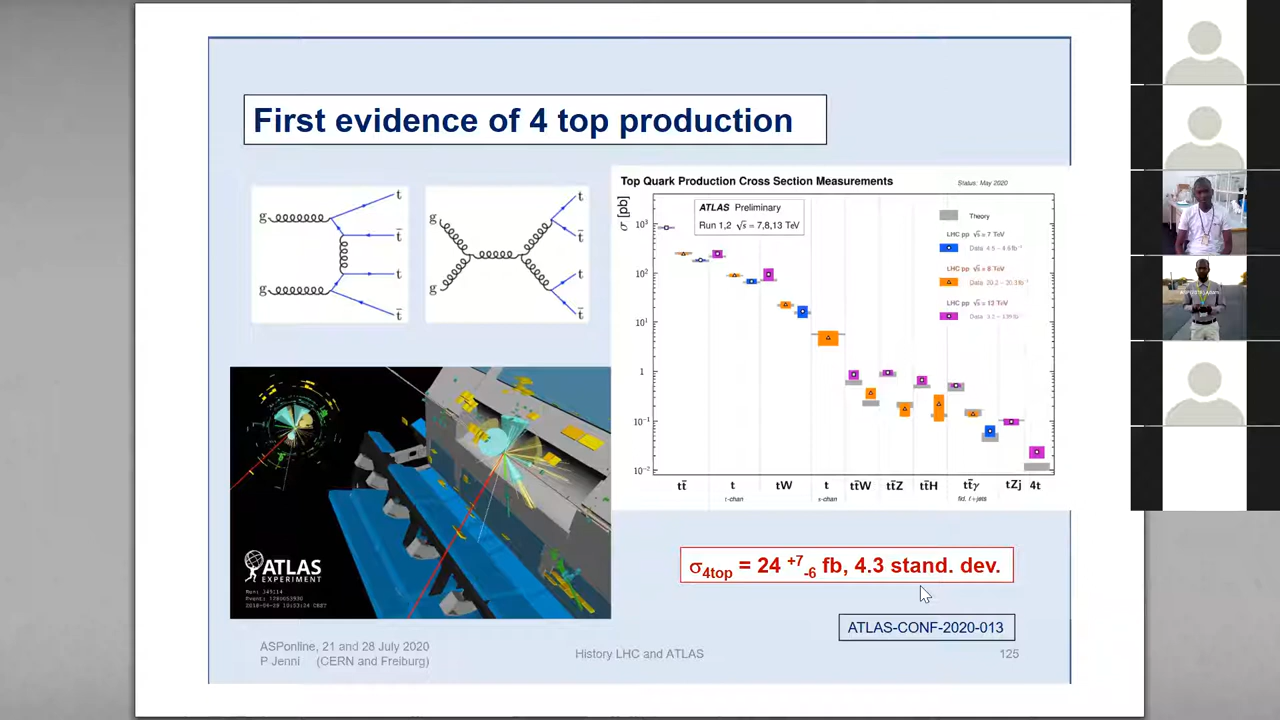 First evidence of 4 top production
g
g
t
t̄
t
t̄
g
g
t
t̄
t
t̄
Top Quark Production Cross Section Measurements
Status: May 2020
σ [pb]
ATLAS Preliminary
Run 1,2 √s = 7,8,13 TeV
Theory
LHC pp √s = 7 TeV
Data 4.5 – 4.6 fb⁻¹
LHC pp √s = 8 TeV
Data 20.2 – 20.3 fb⁻¹
LHC pp √s = 13 TeV
Data 3.2 – 139 fb⁻¹
10³
10²
10¹
1
10⁻¹
10⁻²
tt̄
t
t-chan
tW
t
s-chan
tt̄W
tt̄Z
tt̄H
tt̄γ
fid. ℓ+jets
tZj
4t
ATLAS
EXPERIMENT
σ4top = 24 +7 -6 fb, 4.3 stand. dev.
ATLAS-CONF-2020-013
ASPonline, 21 and 28 July 2020
P Jenni (CERN and Freiburg)
History LHC and ATLAS
125